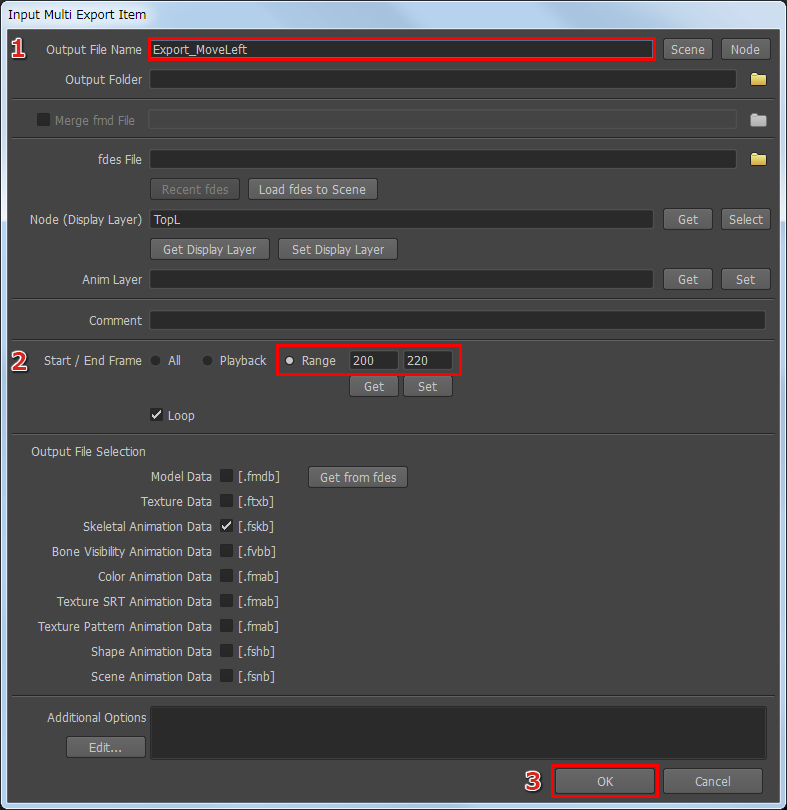 Input Multi Export Item
1 Output File Name Export_MoveLeft Scene Node
Output Folder
Merge fmd File
fdes File
Recent fdes Load fdes to Scene
Node (Display Layer) TopL Get Select
Get Display Layer Set Display Layer
Anim Layer Get Set
Comment
2 Start / End Frame All Playback Range 200 220
Get Set
Loop
Output File Selection
Model Data [.fmdb] Get from fdes
Texture Data [.ftxb]
Skeletal Animation Data [.fskb]
Bone Visibility Animation Data [.fvbb]
Color Animation Data [.fmab]
Texture SRT Animation Data [.fmab]
Texture Pattern Animation Data [.fmab]
Shape Animation Data [.fshb]
Scene Animation Data [.fsnb]
Additional Options
Edit...
3 OK Cancel